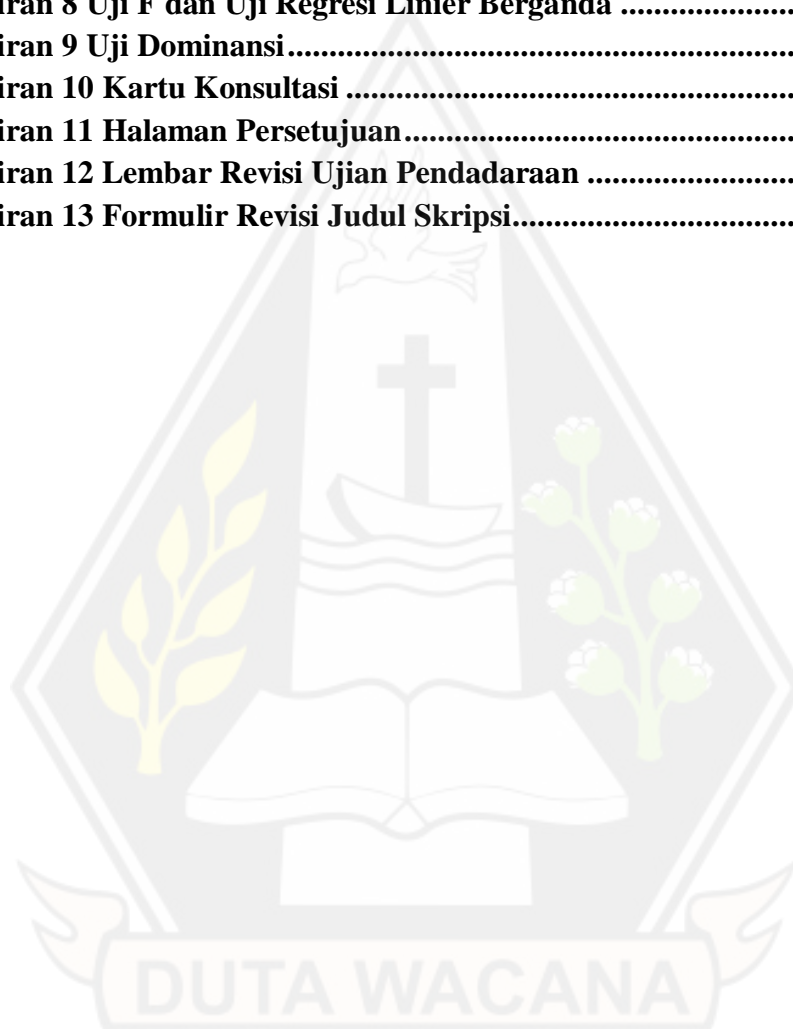 iran 8 Uji F dan Uji Regresi Linier Berganda ......................
iran 9 Uji Dominansi...............................................................
iran 10 Kartu Konsultasi ........................................................
iran 11 Halaman Persetujuan.................................................
iran 12 Lembar Revisi Ujian Pendadaraan ..........................
iran 13 Formulir Revisi Judul Skripsi...................................
DUTA WACANA